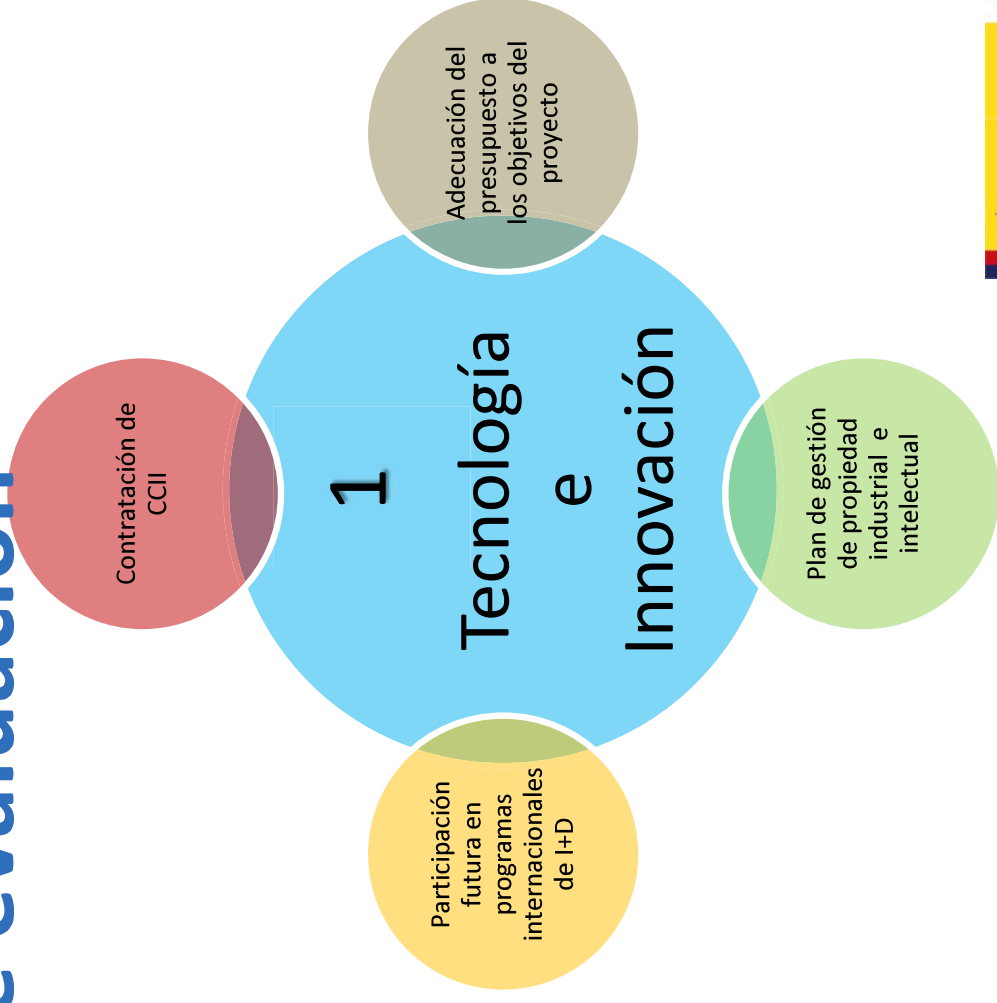 Contratación de
CCII
1
Tecnología
e
Innovación
Adecuación del
presupuesto a
los objetivos del
proyecto
Plan de gestión
de propiedad
industrial e
intelectual
Participación
futura en
programas
internacionales
de I+D